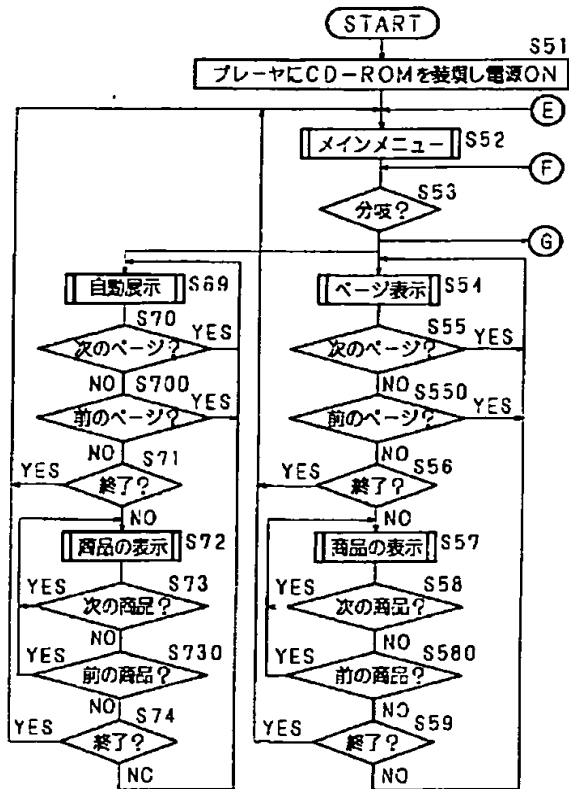 START
S51
プレーヤにCD-ROMを装填し電源ON
E
メインメニュー S52
F
S53
分岐?
G
自動展示 S69
ページ表示 S54
S70
次のページ? YES
S55
次のページ? YES
NO S700
前のページ? YES
NO S550
前のページ? YES
NO S71
YES 終了?
NO S56
YES 終了?
NO
NO
商品の表示 S72
商品の表示 S57
YES S73
次の商品?
YES S58
次の商品?
NO
NO
YES S730
前の商品?
YES S580
前の商品?
NO S74
YES 終了?
NO S59
YES 終了?
NO
NO